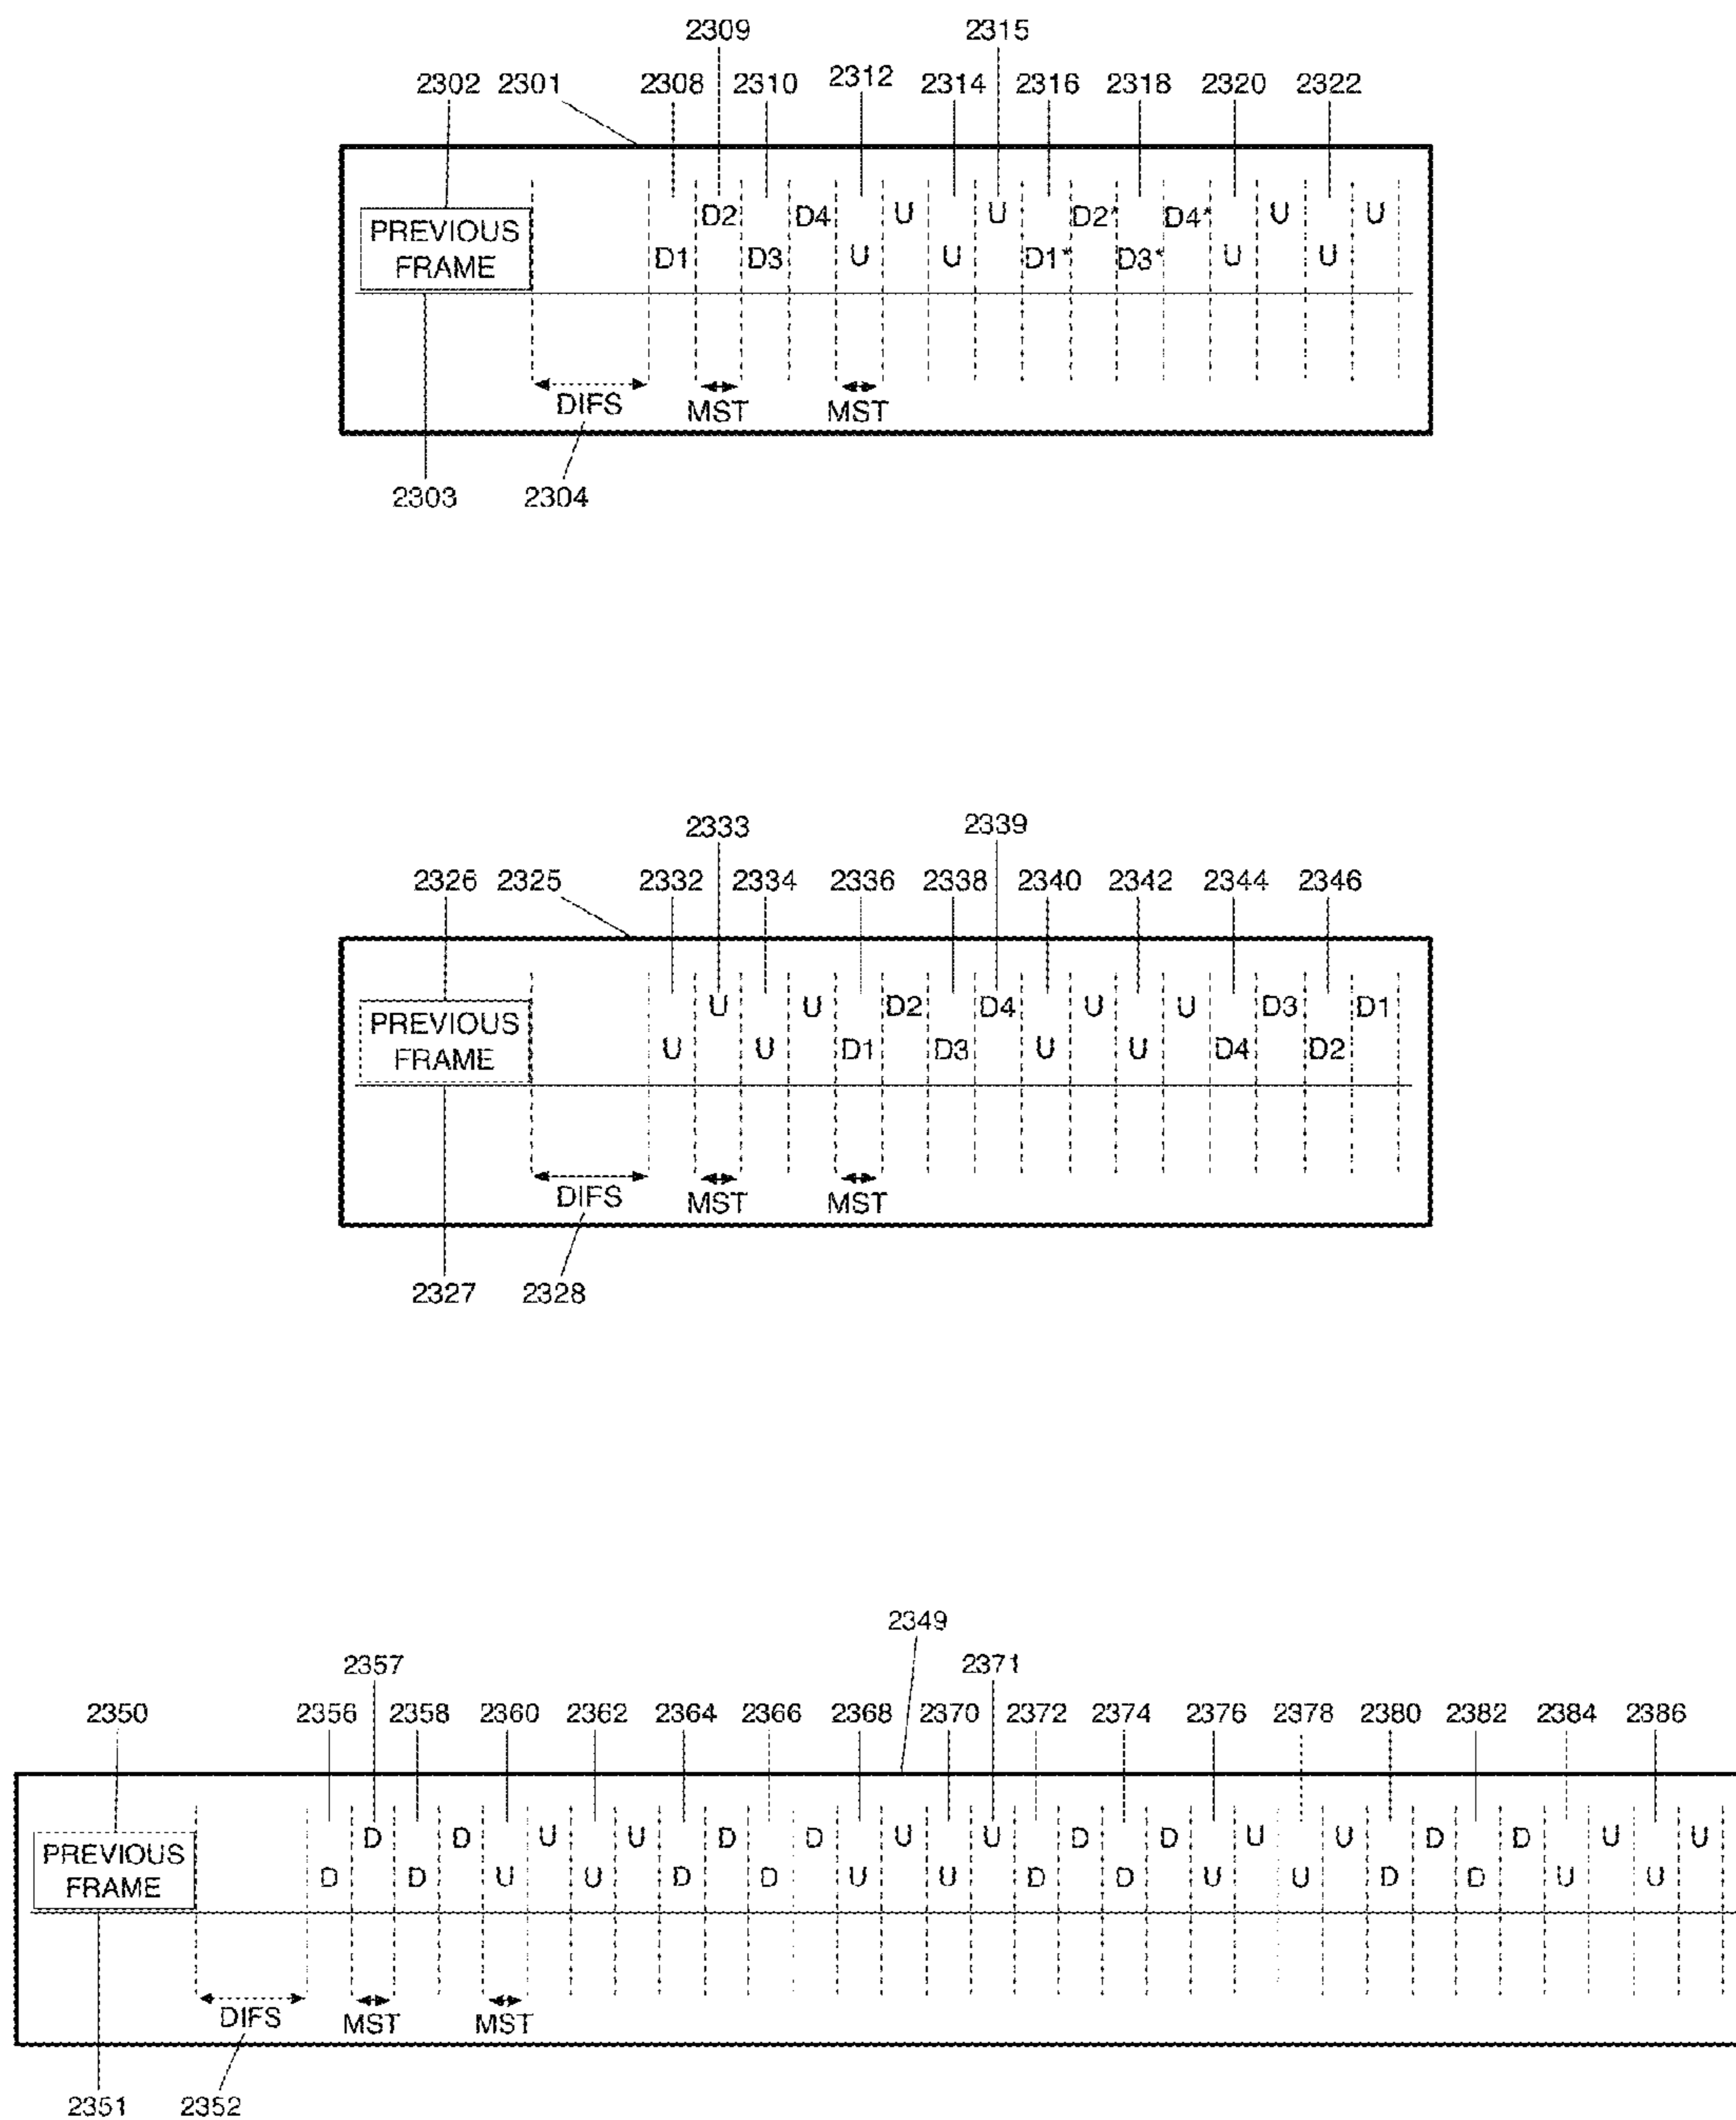 2309 2315
2302 2301 2308 2310 2312 2314 2316 2318 2320 2322
D2 D4 U U D2* D4* U U
PREVIOUS
FRAME
D1 D3 U U D1* D3* U U
DIFS MST MST
2303 2304
2333 2339
2326 2325 2332 2334 2336 2338 2340 2342 2344 2346
U U D2 D4 U U D3 D1
PREVIOUS
FRAME
U U D1 D3 U U D4 D2
DIFS MST MST
2327 2328
2349
2357 2371
2350 2356 2358 2360 2362 2364 2366 2368 2370 2372 2374 2376 2378 2380 2382 2384 2386
D D U U D D U U D D U U D D U U
PREVIOUS
FRAME
D D U U D D U U D D U U D D U U
DIFS MST MST
2351 2352